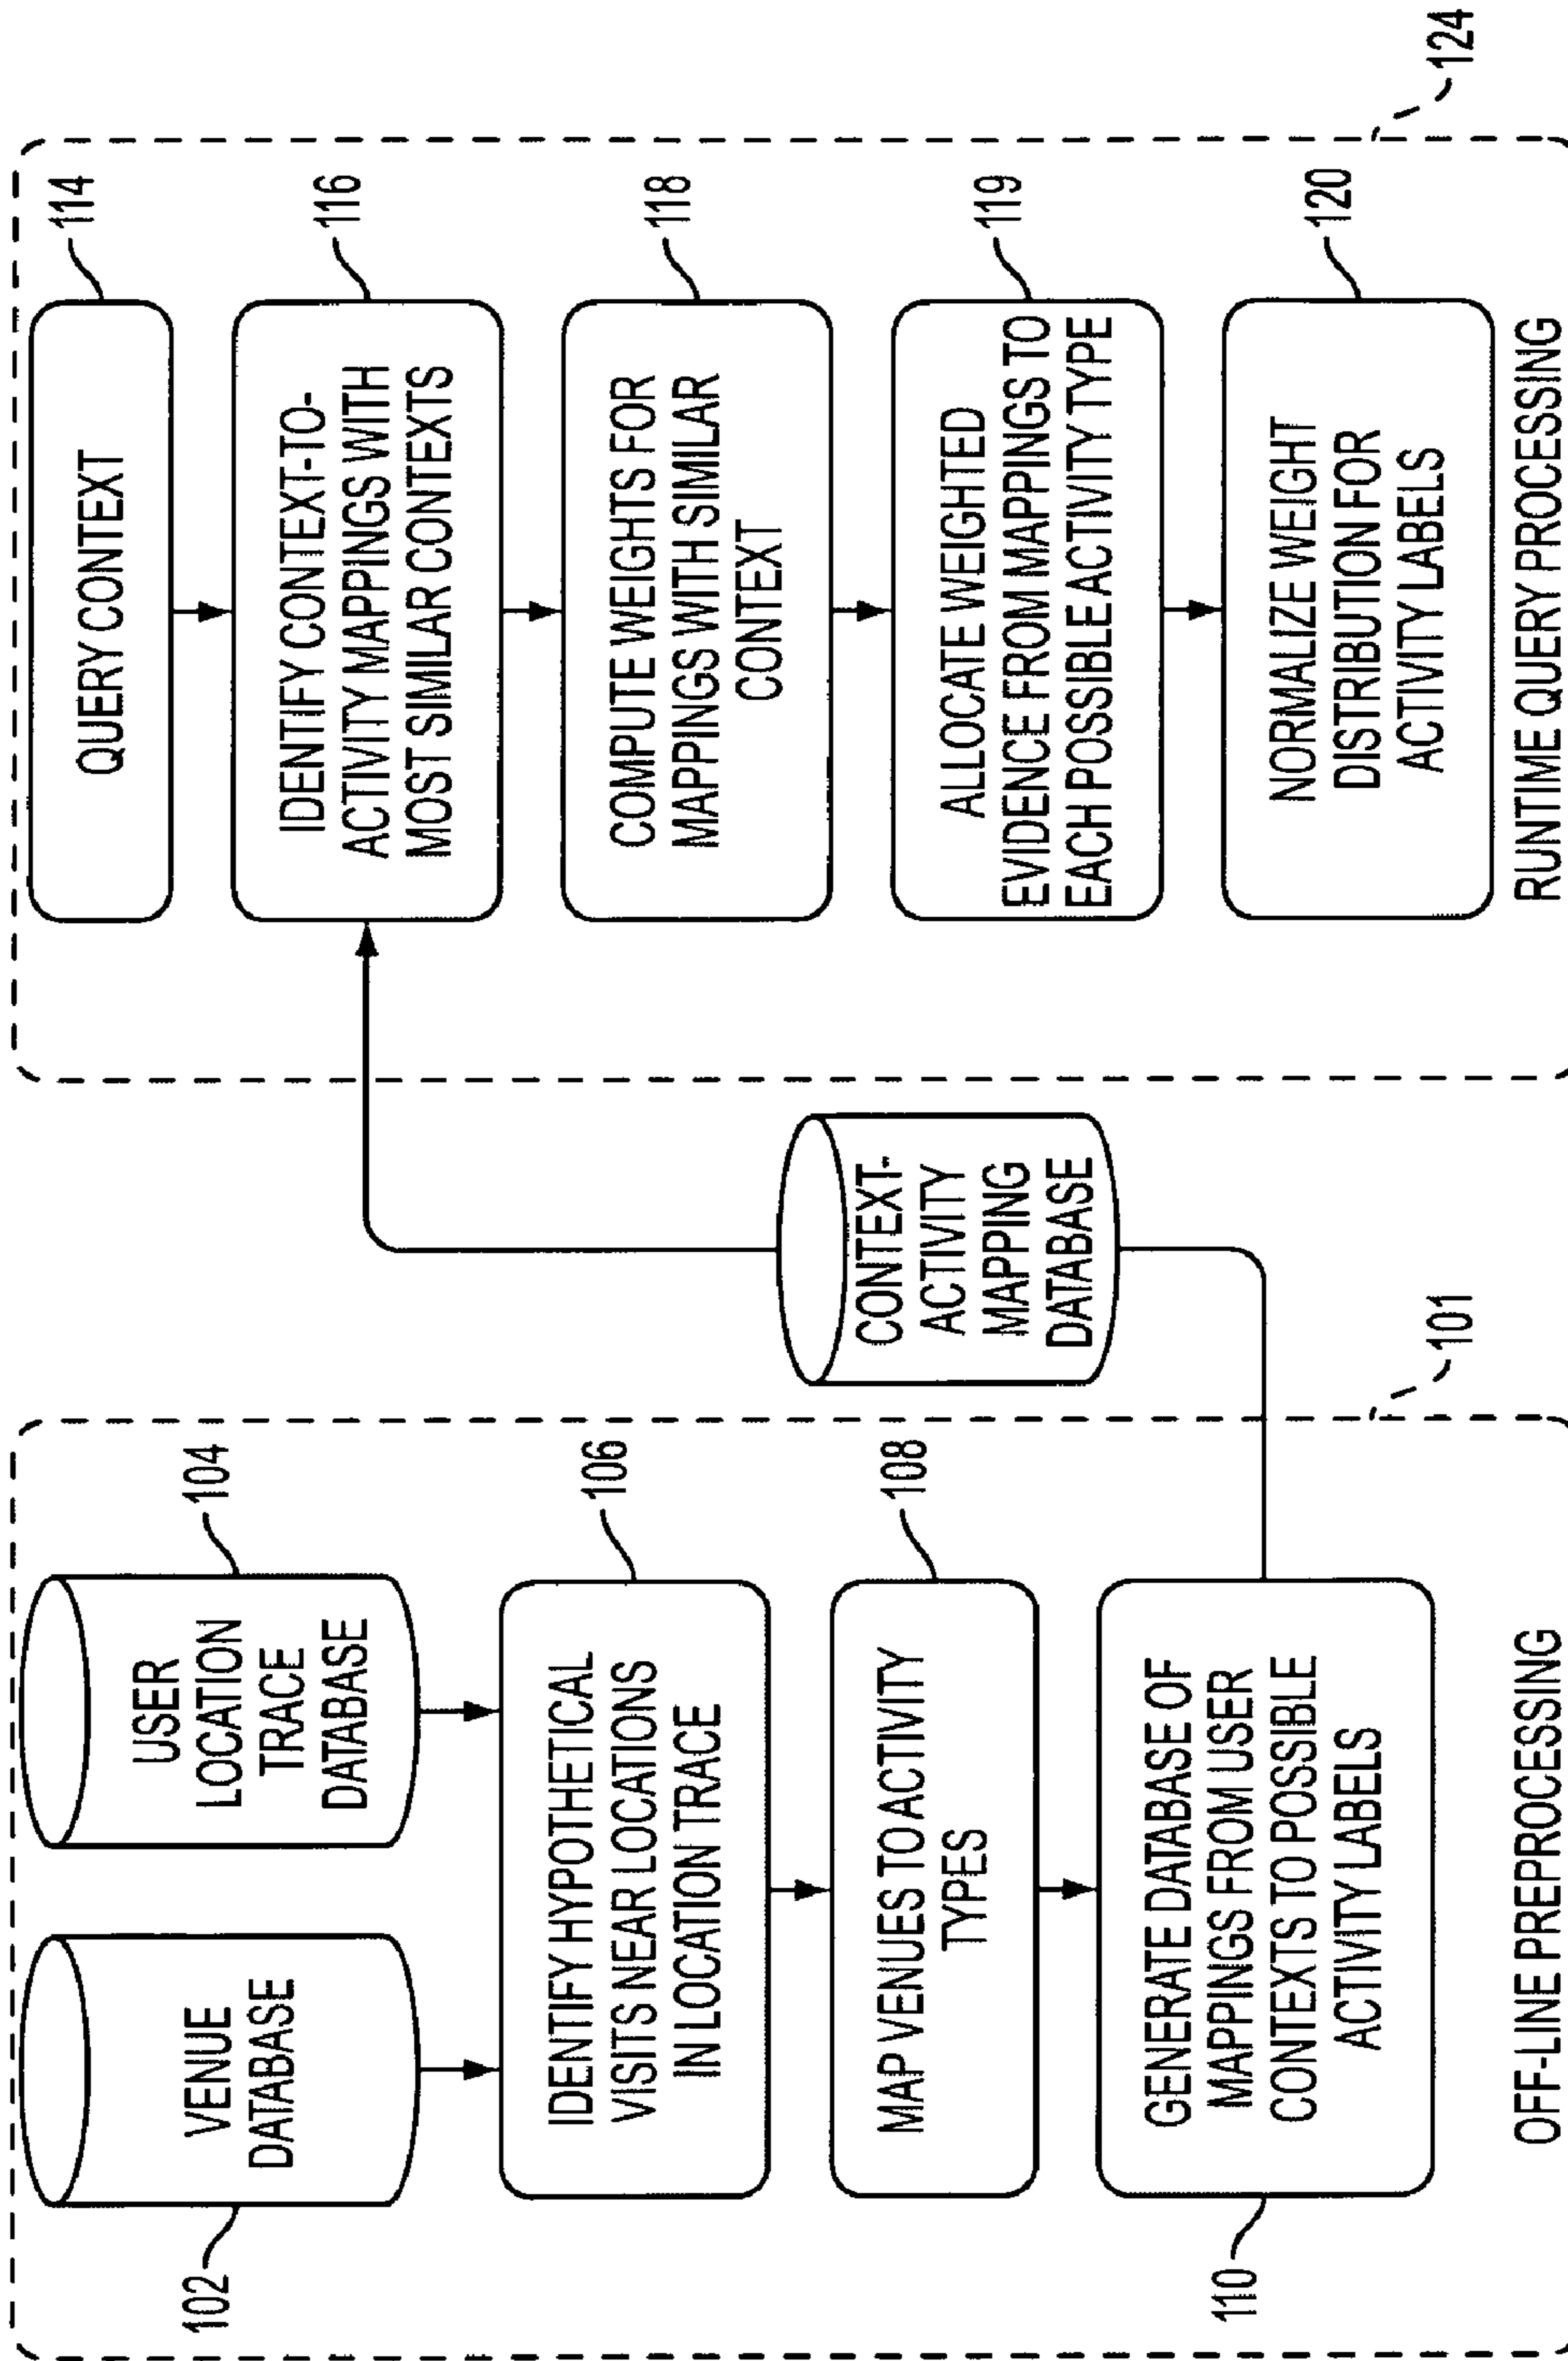 102
VENUE
DATABASE
USER
LOCATION
TRACE
DATABASE
104
IDENTIFY HYPOTHETICAL
VISITS NEAR LOCATIONS
IN LOCATION TRACE
106
MAP VENUES TO ACTIVITY
TYPES
108
110
GENERATE DATABASE OF
MAPPINGS FROM USER
CONTEXTS TO POSSIBLE
ACTIVITY LABELS
OFF-LINE PREPROCESSING
101
CONTEXT-
ACTIVITY
MAPPING
DATABASE
QUERY CONTEXT
114
IDENTIFY CONTEXT-TO-
ACTIVITY MAPPINGS WITH
MOST SIMILAR CONTEXTS
116
COMPUTE WEIGHTS FOR
MAPPINGS WITH SIMILAR
CONTEXT
118
ALLOCATE WEIGHTED
EVIDENCE FROM MAPPINGS TO
EACH POSSIBLE ACTIVITY TYPE
119
NORMALIZE WEIGHT
DISTRIBUTION FOR
ACTIVITY LABELS
120
RUNTIME QUERY PROCESSING
124